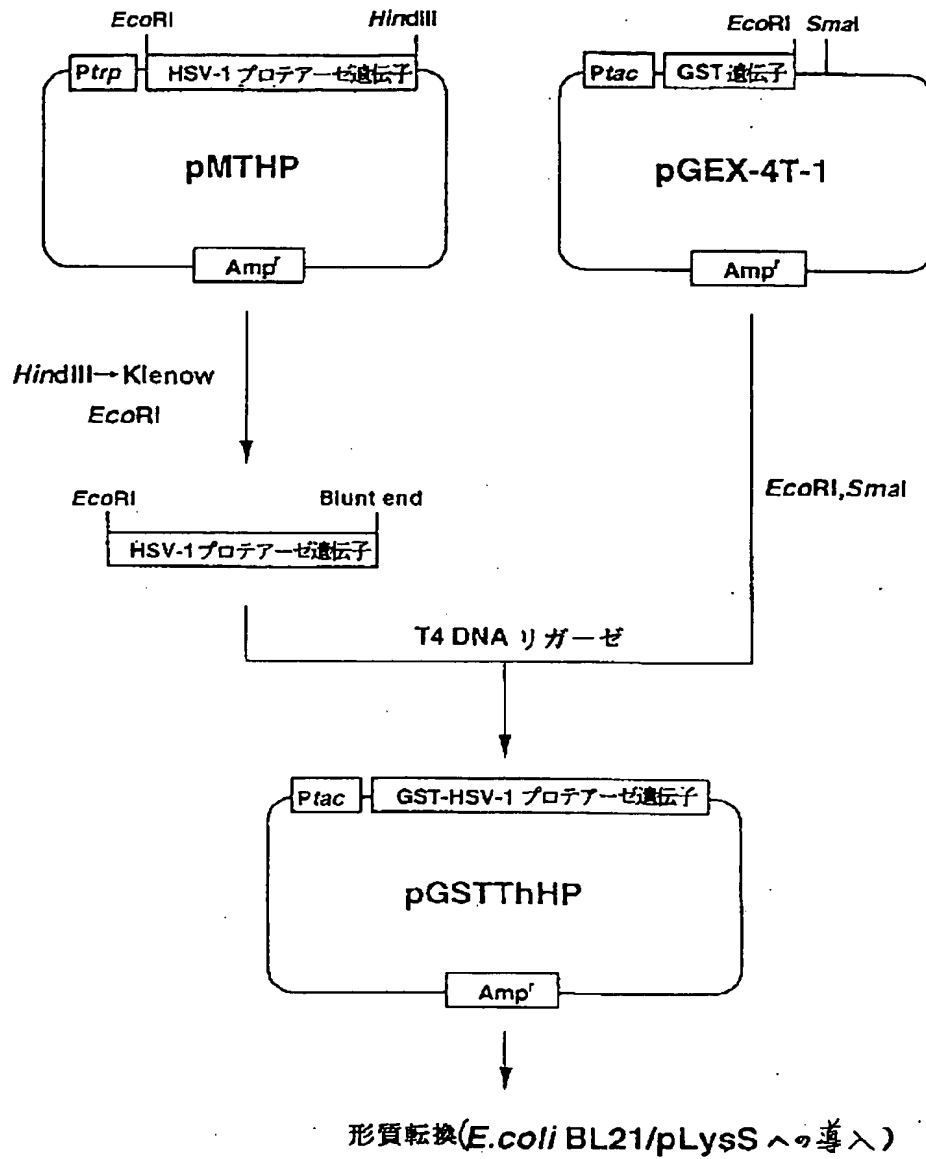 EcoRI HindIII
Ptrp HSV-1 プロテアーゼ遺伝子
pMTHP
Ampʳ
EcoRI SmaI
Ptac GST 遺伝子
pGEX-4T-1
Ampʳ
HindIII→Klenow
EcoRI
EcoRI Blunt end
HSV-1 プロテアーゼ遺伝子
EcoRI,SmaI
T4 DNA リガーゼ
Ptac GST-HSV-1 プロテアーゼ遺伝子
pGSTThHP
Ampʳ
形質転換(E.coli BL21/pLysS への導入)